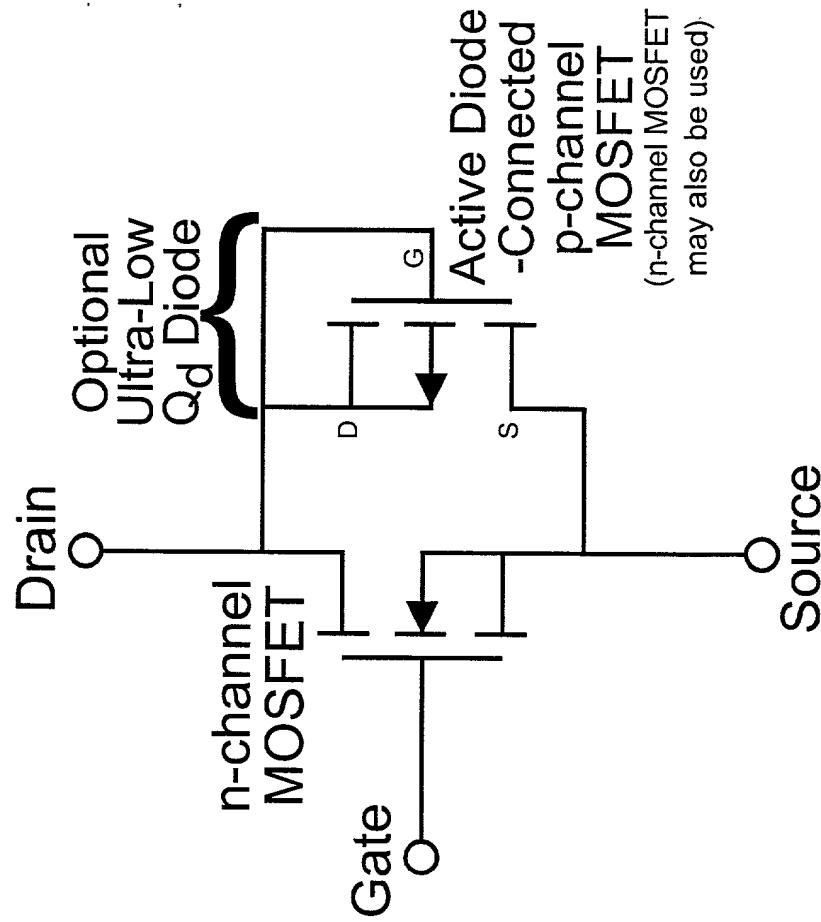 Drain
Optional
Ultra-Low
Qd Diode
n-channel
MOSFET
Gate
D
G
S
Active Diode
-Connected
p-channel
MOSFET
(n-channel MOSFET
may also be used)
Source